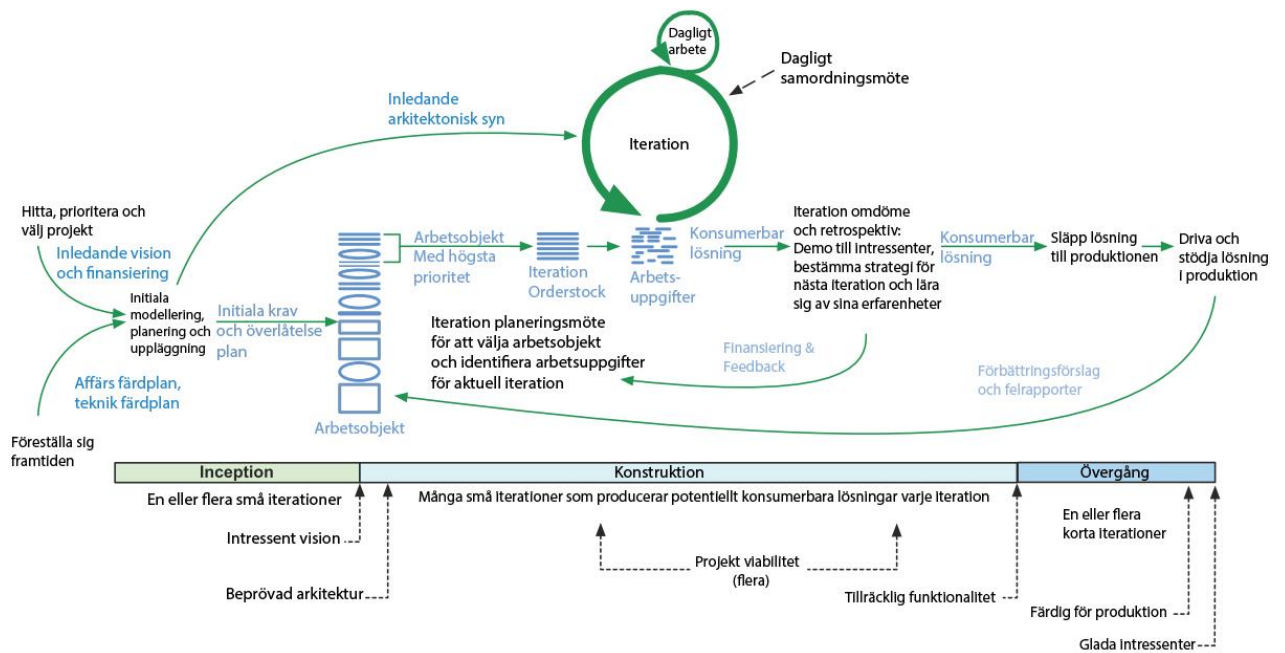 Dagligt
arbete
Dagligt
samordningsmöte
Inledande
arkitektonisk syn
Iteration
Hitta, prioritera och
välj projekt
Inledande vision
och finansiering
Initiala
modellering,
planering och
uppläggning
Initiala krav
och överlåtelse
plan
Affärs färdplan,
teknik färdplan
Föreställa sig
framtiden
Arbetsobjekt
Arbetsobjekt
Med högsta
prioritet
Iteration
Orderstock
Arbets-
uppgifter
Konsumerbar
lösning
Iteration omdöme
och retrospektiv:
Demo till intressenter,
bestämma strategi för
nästa iteration och lära
sig av sina erfarenheter
Konsumerbar
lösning
Släpp lösning
till produktionen
Driva och
stödja lösning
i produktion
Iteration planeringsmöte
för att välja arbetsobjekt
och identifiera arbetsuppgifter
för aktuell iteration
Finansiering &
Feedback
Förbättringsförslag
och felrapporter
Inception
Konstruktion
Övergång
En eller flera små iterationer
Många små iterationer som producerar potentiellt konsumerbara lösningar varje iteration
En eller flera
korta iterationer
Intressent vision
Beprövad arkitektur
Projekt viabilitet
(flera)
Tillräcklig funktionalitet
Färdig för produktion
Glada intressenter